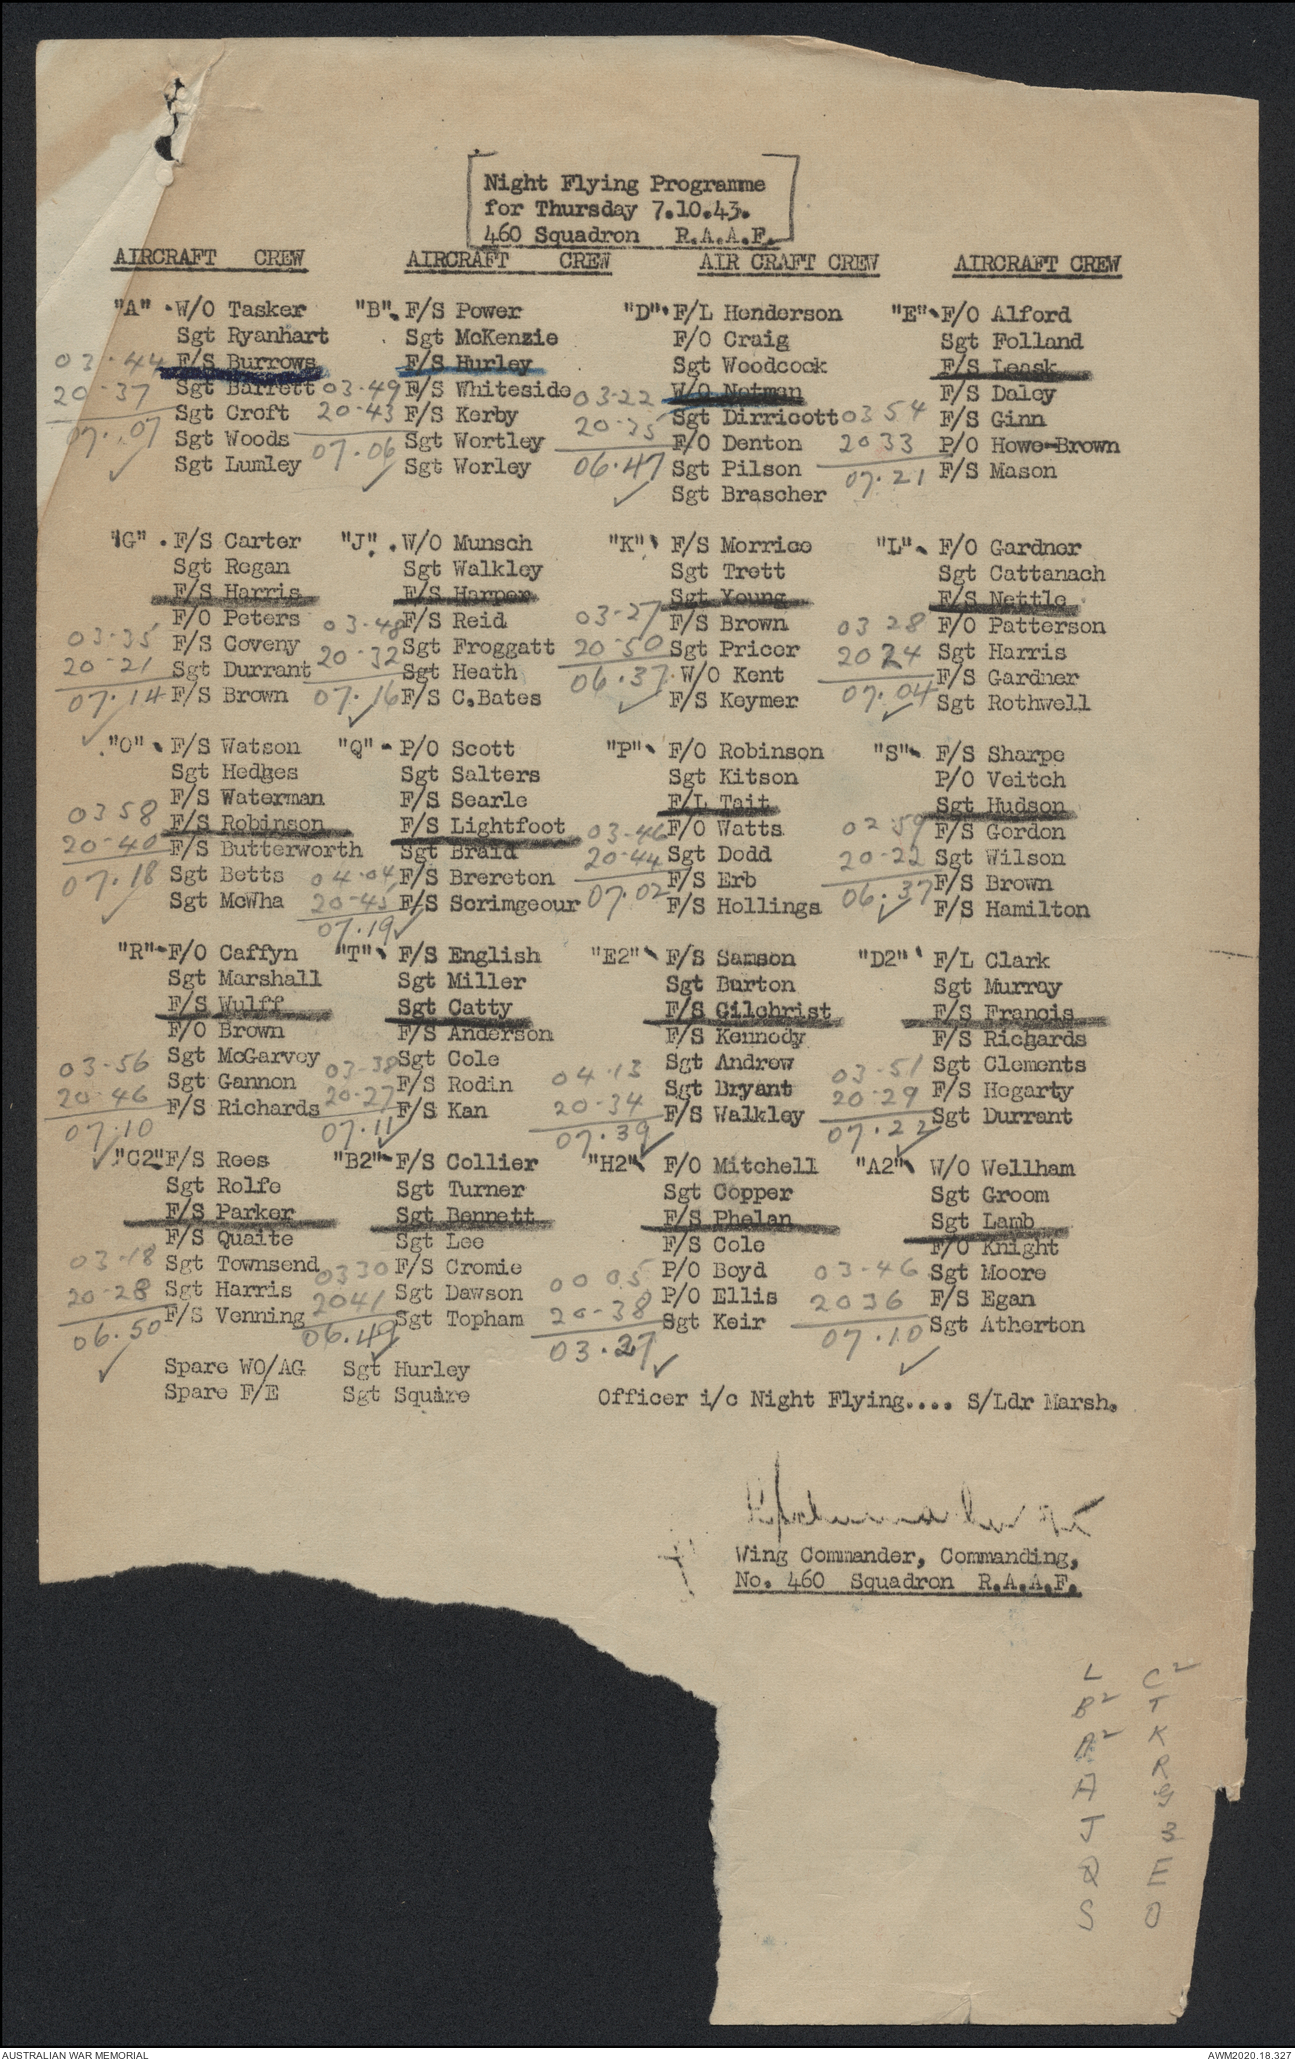 Night Flying Programme
for Thursday 7.10.43.
460 Squadron R.A.A.F.
AIRCRAFT CREW
"A" W/O Tasker
Sgt Ryanhart
F/S Burrows
Sgt Barrett
Sgt Croft
Sgt Woods
Sgt Lumley
03.44
20-37
07.07
AIRCRAFT CREW
"B" F/S Power
Sgt McKenzie
F/S Hurley
F/S Whiteside
F/S Kerby
Sgt Wortley
Sgt Worley
03.49
20-43
07.06
AIR CRAFT CREW
"D" F/L Henderson
F/O Craig
Sgt Woodcock
W/O Notman
Sgt Dirricott
F/O Denton
Sgt Pilson
Sgt Brascher
03-22
20-35
06.47
AIRCRAFT CREW
"E" F/O Alford
Sgt Folland
F/S Leask
F/S Daley
F/S Ginn
P/O Howe-Brown
F/S Mason
03 54
20 33
07.21
"G" F/S Carter
Sgt Regan
F/S Harris
F/O Peters
F/S Coveny
Sgt Durrant
F/S Brown
03-35
20-21
07.14
"J" W/O Munsch
Sgt Walkley
F/S Harper
F/S Reid
Sgt Froggatt
Sgt Heath
F/S C.Bates
03-48
20-32
07.16
"K" F/S Morrice
Sgt Trett
Sgt Young
F/S Brown
Sgt Pricer
W/O Kent
F/S Keymer
03-27
20-50
06.37
"L" F/O Gardner
Sgt Cattanach
F/S Nettle
F/O Patterson
Sgt Harris
F/S Gardner
Sgt Rothwell
03 28
20 24
07.04
"O" F/S Watson
Sgt Hedges
F/S Waterman
F/S Robinson
F/S Butterworth
Sgt Betts
Sgt McWha
03 58
20-40
07.18
"Q" P/O Scott
Sgt Salters
F/S Searle
F/S Lightfoot
Sgt Braid
F/S Brereton
F/S Scrimgeour
04.04
20-45
07.19
"P" F/O Robinson
Sgt Kitson
F/L Tait
F/O Watts
Sgt Dodd
F/S Erb
F/S Hollings
03-46
20-44
07.02
"S" F/S Sharpe
P/O Veitch
Sgt Hudson
F/S Gordon
Sgt Wilson
F/S Brown
F/S Hamilton
02-59
20-22
06.37
"R" F/O Caffyn
Sgt Marshall
F/S Wulff
F/O Brown
Sgt McGarvey
Sgt Gannon
F/S Richards
03-56
20-46
07.10
"T" F/S English
Sgt Miller
Sgt Catty
F/S Anderson
Sgt Cole
F/S Rodin
F/S Kan
03-38
20-27
07.11
"E2" F/S Samson
Sgt Burton
F/S Gilchrist
F/S Kennedy
Sgt Andrew
Sgt Bryant
F/S Walkley
04-13
20-34
07.39
"D2" F/L Clark
Sgt Murray
F/S Francis
F/S Richards
Sgt Clements
F/S Hegarty
Sgt Durrant
03-51
20-29
07.22
"C2" F/S Rees
Sgt Rolfe
F/S Parker
F/S Quaite
Sgt Townsend
Sgt Harris
F/S Venning
03-18
20-28
06.50
"B2" F/S Collier
Sgt Turner
Sgt Bennett
Sgt Lee
F/S Cromie
Sgt Dawson
Sgt Topham
03 30
20 41
06.49
"H2" F/O Mitchell
Sgt Copper
F/S Phelan
F/S Cole
P/O Boyd
P/O Ellis
Sgt Keir
00 05
20-38
03.27
"A2" W/O Wellham
Sgt Groom
Sgt Lamb
F/O Knight
Sgt Moore
F/S Egan
Sgt Atherton
03-46
20 36
07.10
Spare WO/AG Sgt Hurley
Spare F/E Sgt Squire
Officer i/c Night Flying.... S/Ldr Marsh.
Wing Commander, Commanding,
No. 460 Squadron R.A.A.F.
L C2
B2 T
A2 K
A R
J G
Q 3
S E
O
AUSTRALIAN WAR MEMORIAL
AWM2020.18.327